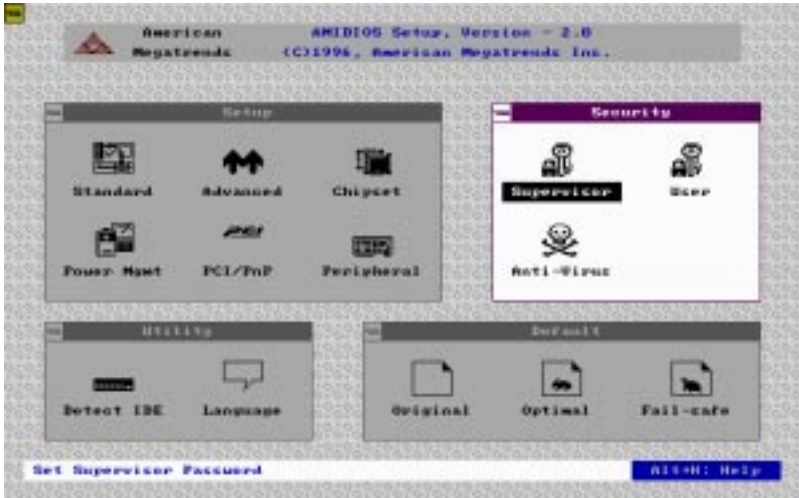 American Megatrends
AMIBIOS Setup, Version - 2.0
(C)1996, American Megatrends Inc.
Setup
Standard
Advanced
Chipset
Power Mgmt
PCI
PCI/PnP
Peripheral
Security
Supervisor
User
Anti-Virus
Utility
Detect IDE
Language
Default
Original
Optimal
Fail-safe
Set Supervisor Password
Alt+H: Help